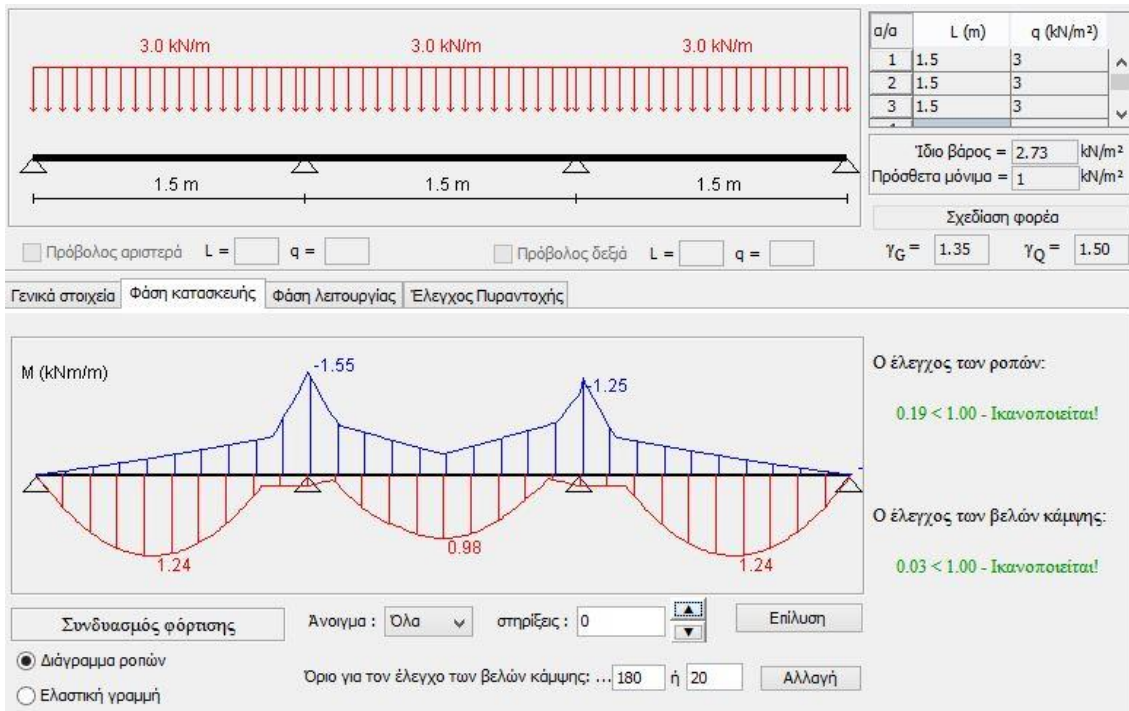 3.0 kN/m 3.0 kN/m 3.0 kN/m
1.5 m 1.5 m 1.5 m
α/α L (m) q (kN/m²)
1 1.5 3
2 1.5 3
3 1.5 3
Ίδιο βάρος = 2.73 kN/m²
Πρόσθετα μόνιμα = 1 kN/m²
Σχεδίαση φορέα
Πρόβολος αριστερά L = q = Πρόβολος δεξιά L = q = γG = 1.35 γQ = 1.50
Γενικά στοιχεία Φάση κατασκευής Φάση λειτουργίας Έλεγχος Πυραντοχής
M (kNm/m)
-1.55
-1.25
1.24
0.98
1.24
Ο έλεγχος των ροπών:
0.19 < 1.00 - Ικανοποιείται!
Ο έλεγχος των βελών κάμψης:
0.03 < 1.00 - Ικανοποιείται!
Συνδυασμός φόρτισης Άνοιγμα : Όλα στηρίξεις : 0 Επίλυση
Διάγραμμα ροπών
Όριο για τον έλεγχο των βελών κάμψης: ... 180 ή 20 Αλλαγή
Ελαστική γραμμή